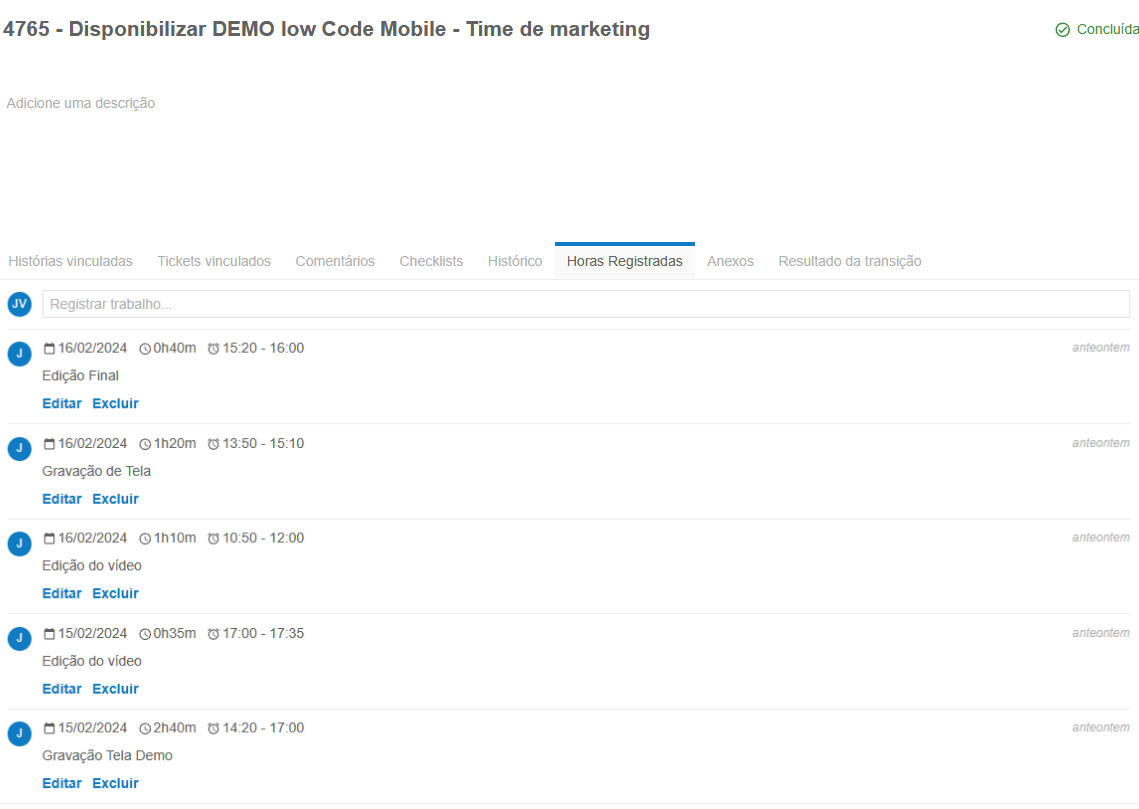 4765 - Disponibilizar DEMO low Code Mobile - Time de marketing
Concluída
Adicione uma descrição
Histórias vinculadas Tickets vinculados Comentários Checklists Histórico Horas Registradas Anexos Resultado da transição
JV Registrar trabalho...
J 16/02/2024 0h40m 15:20 - 16:00 anteontem
Edição Final
Editar Excluir
J 16/02/2024 1h20m 13:50 - 15:10 anteontem
Gravação de Tela
Editar Excluir
J 16/02/2024 1h10m 10:50 - 12:00 anteontem
Edição do vídeo
Editar Excluir
J 15/02/2024 0h35m 17:00 - 17:35 anteontem
Edição do vídeo
Editar Excluir
J 15/02/2024 2h40m 14:20 - 17:00 anteontem
Gravação Tela Demo
Editar Excluir